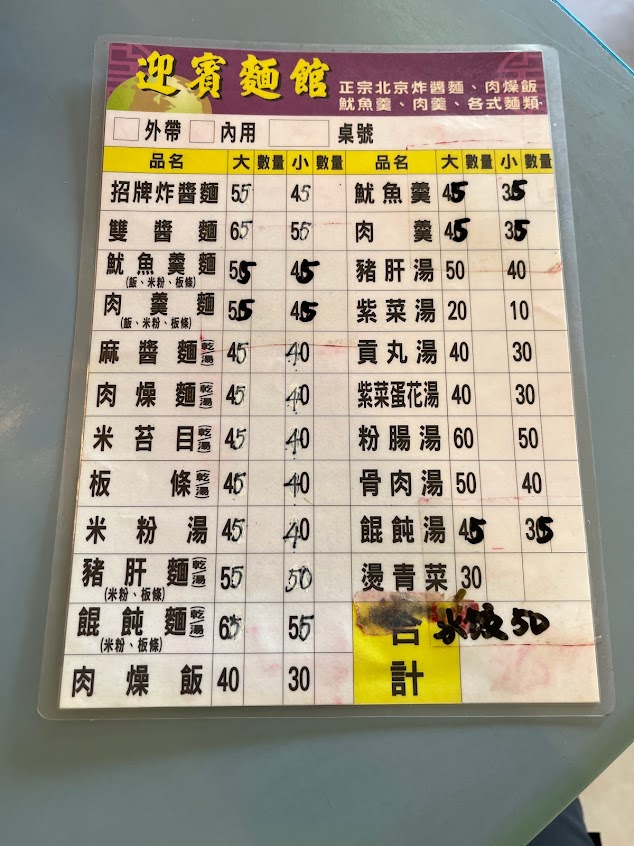 迎賓麵館
正宗北京炸醬麵、肉燥飯
魷魚羹、肉羹、各式麵類
外帶 內用 桌號
品名 大 數量 小 數量 品名 大 數量 小 數量
招牌炸醬麵 55 45 魷魚羹 45 35
雙醬麵 65 55 肉羹 45 35
魷魚羹麵 55 45 豬肝湯 50 40
(飯、米粉、板條)
肉羹麵 55 45 紫菜湯 20 10
(飯、米粉、板條)
麻醬麵(乾/湯) 45 40 貢丸湯 40 30
肉燥麵(乾/湯) 45 40 紫菜蛋花湯 40 30
米苔目(乾/湯) 45 40 粉腸湯 60 50
板條(乾/湯) 45 40 骨肉湯 50 40
米粉湯 45 40 餛飩湯 45 35
豬肝麵(乾/湯) 55 50 燙青菜 30
(米粉、板條)
餛飩麵(乾/湯) 65 55 合計 水餃50
(米粉、板條)
肉燥飯 40 30